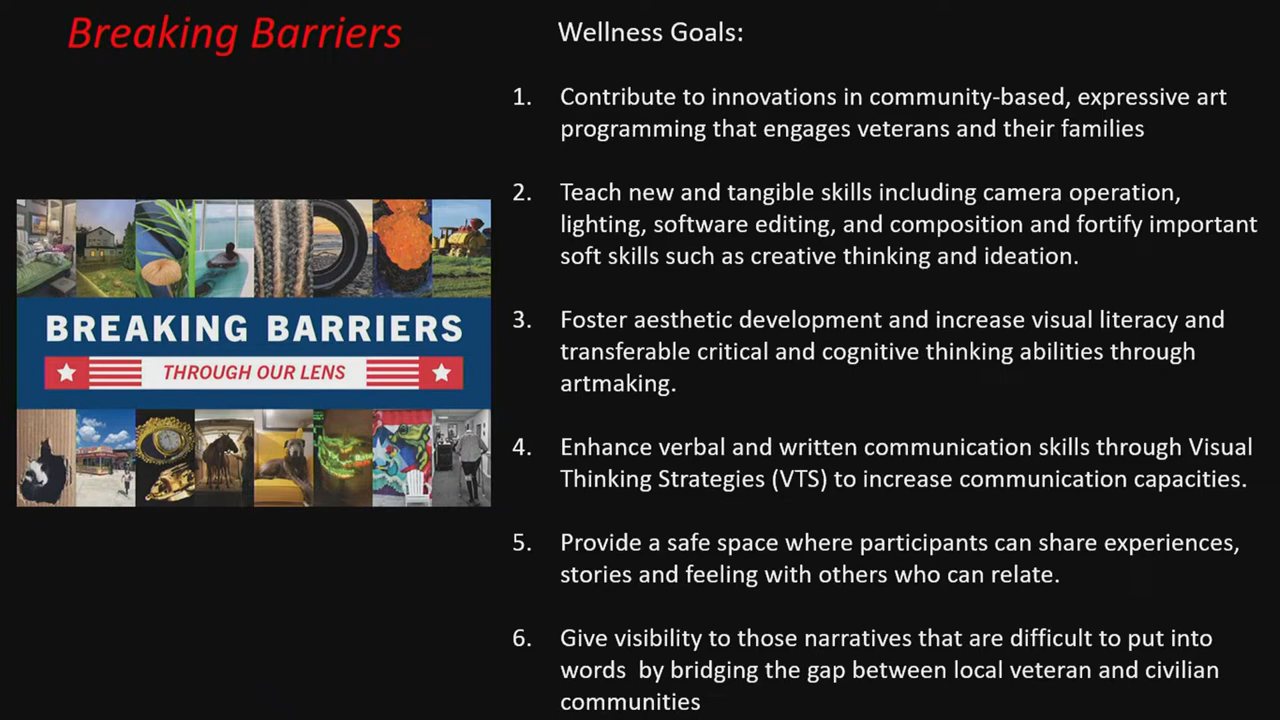 Breaking Barriers
BREAKING BARRIERS
THROUGH OUR LENS
Wellness Goals:
1. Contribute to innovations in community-based, expressive art
programming that engages veterans and their families
2. Teach new and tangible skills including camera operation,
lighting, software editing, and composition and fortify important
soft skills such as creative thinking and ideation.
3. Foster aesthetic development and increase visual literacy and
transferable critical and cognitive thinking abilities through
artmaking.
4. Enhance verbal and written communication skills through Visual
Thinking Strategies (VTS) to increase communication capacities.
5. Provide a safe space where participants can share experiences,
stories and feeling with others who can relate.
6. Give visibility to those narratives that are difficult to put into
words  by bridging the gap between local veteran and civilian
communities